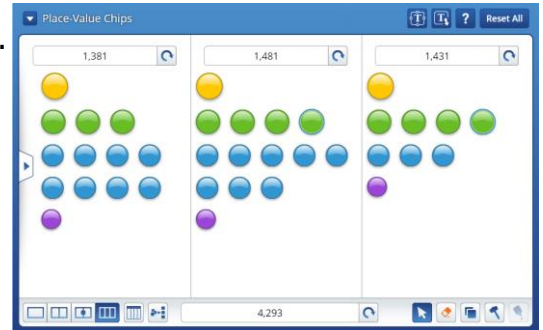 Place-Value Chips
T T ? Reset All
1,381 1,481 1,431
4,293